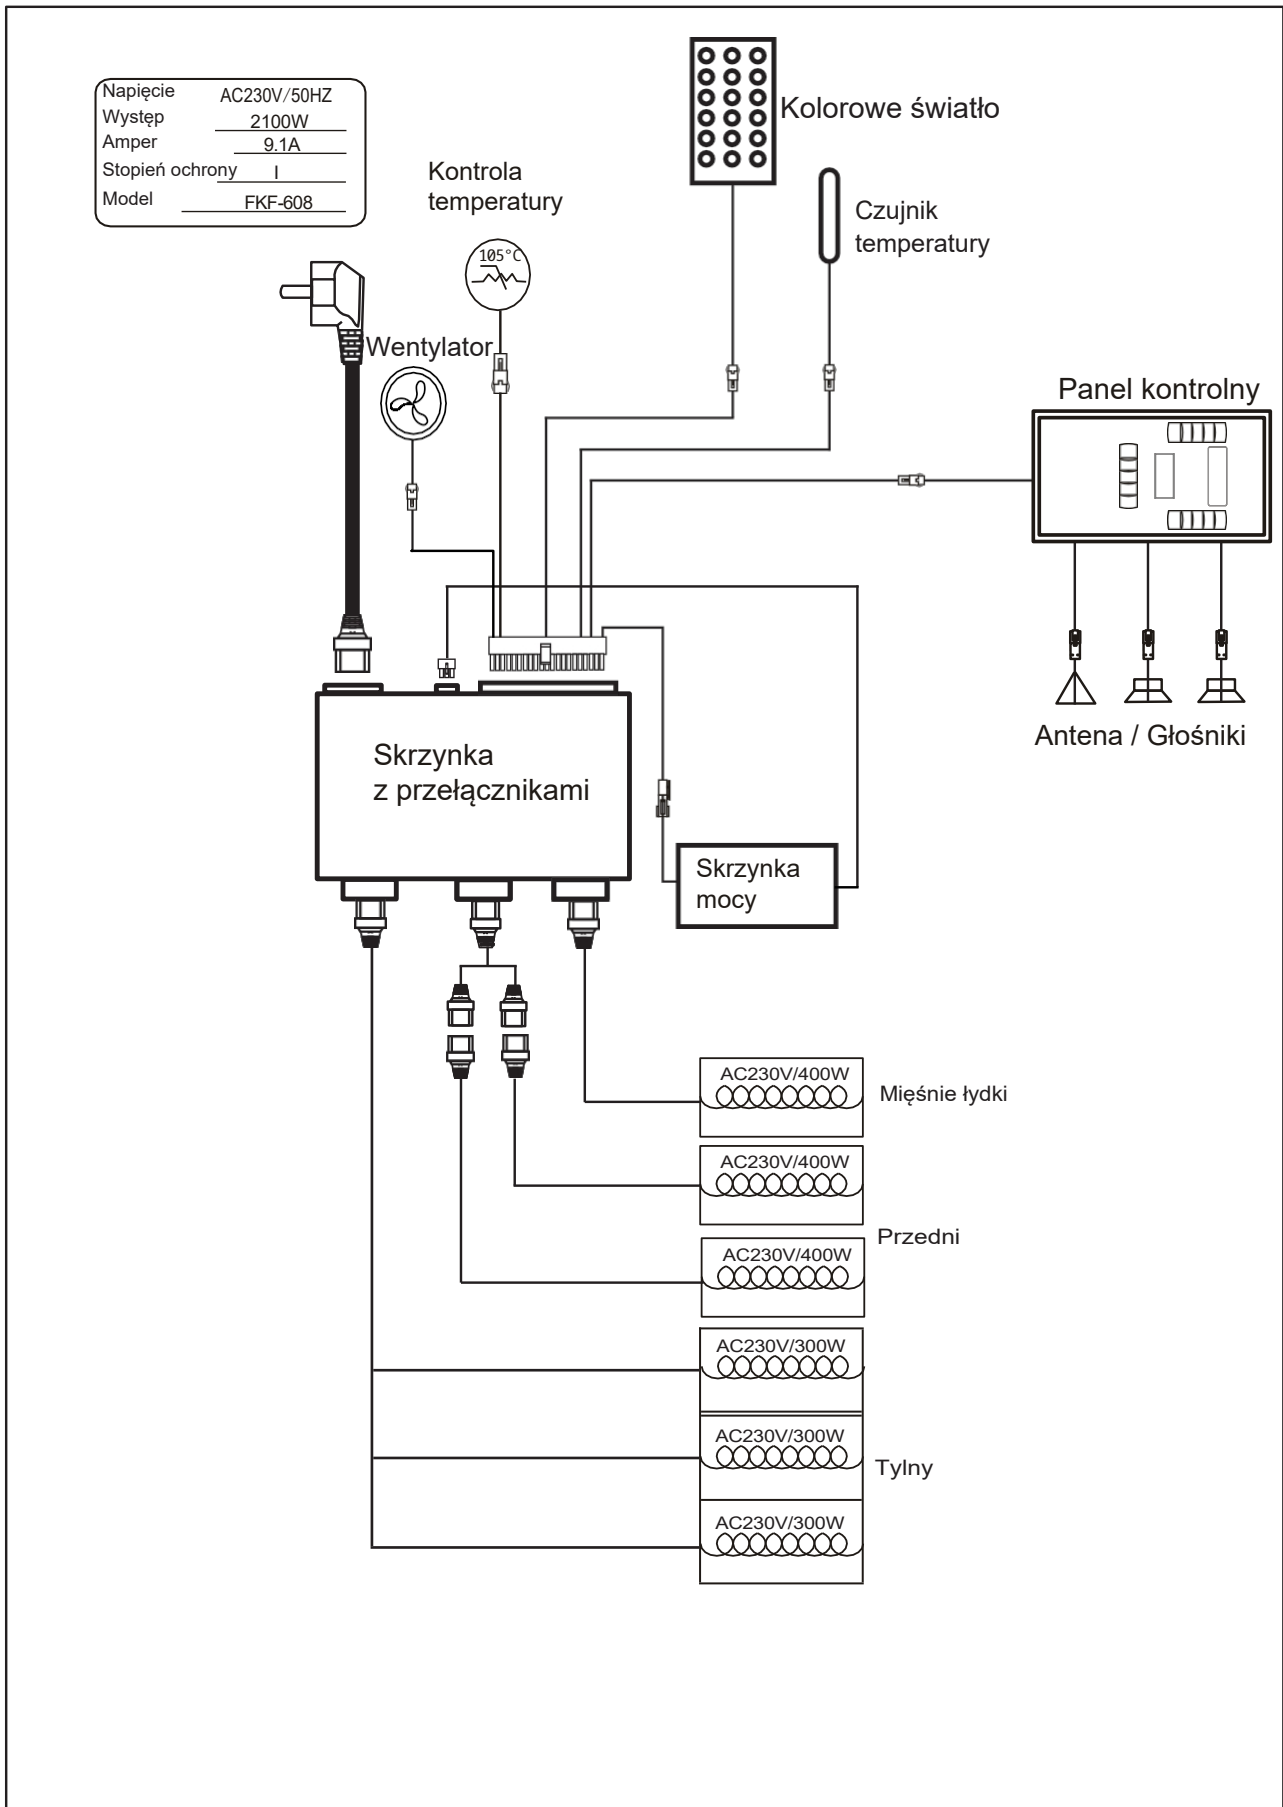 Napięcie AC230V/50HZ
Występ 2100W
Amper 9.1A
Stopień ochrony I
Model FKF-608
Kolorowe światło
Kontrola
temperatury
105°C
Czujnik
temperatury
Wentylator
Panel kontrolny
Antena / Głośniki
Skrzynka
z przełącznikami
Skrzynka
mocy
AC230V/400W
Mięśnie łydki
AC230V/400W
Przedni
AC230V/400W
AC230V/300W
AC230V/300W
Tylny
AC230V/300W